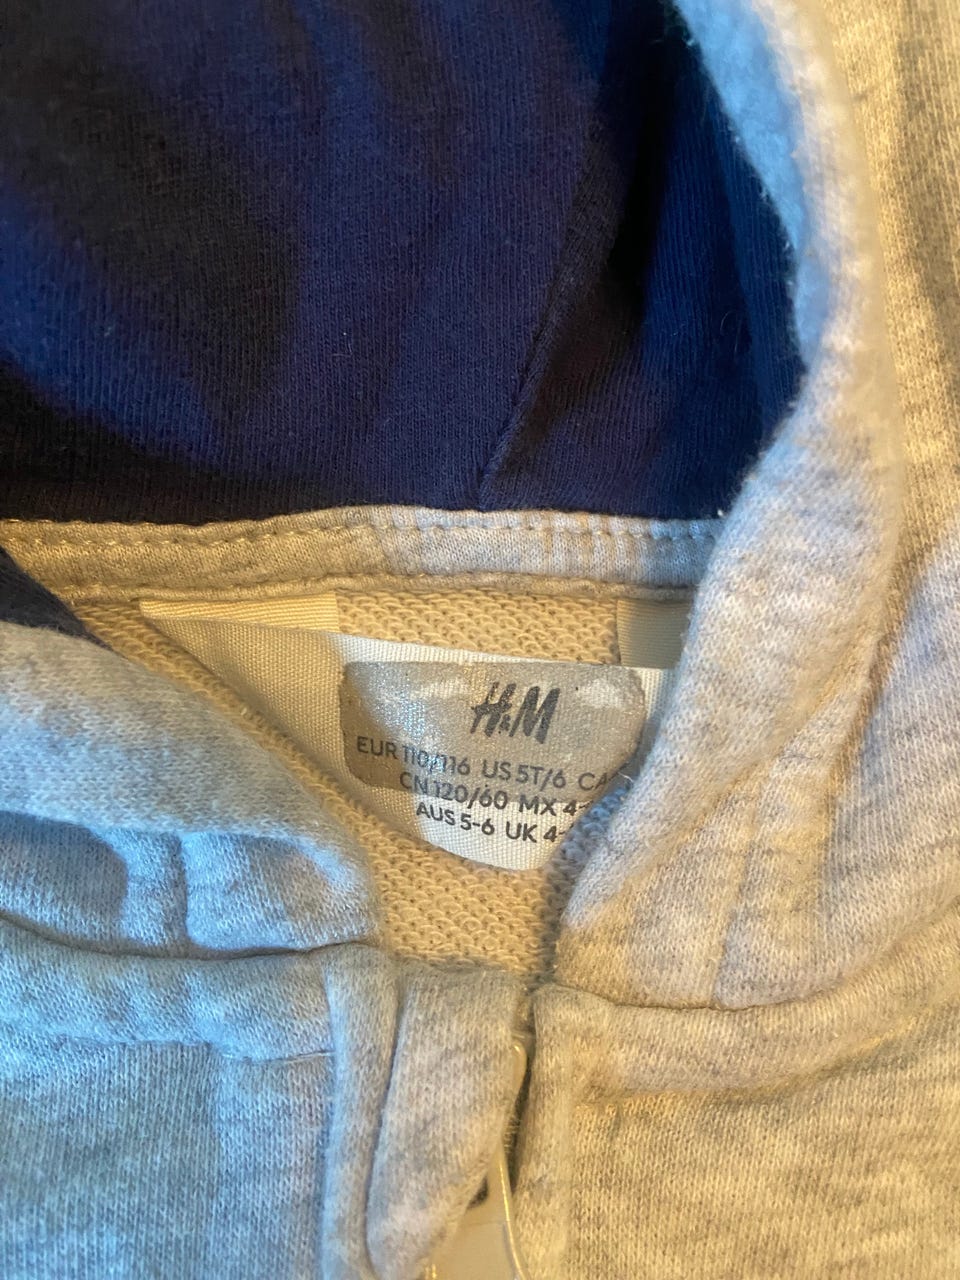 H&M
EUR 110/116 US 5T/6
CN 120/60 MX
AUS 5-6 UK